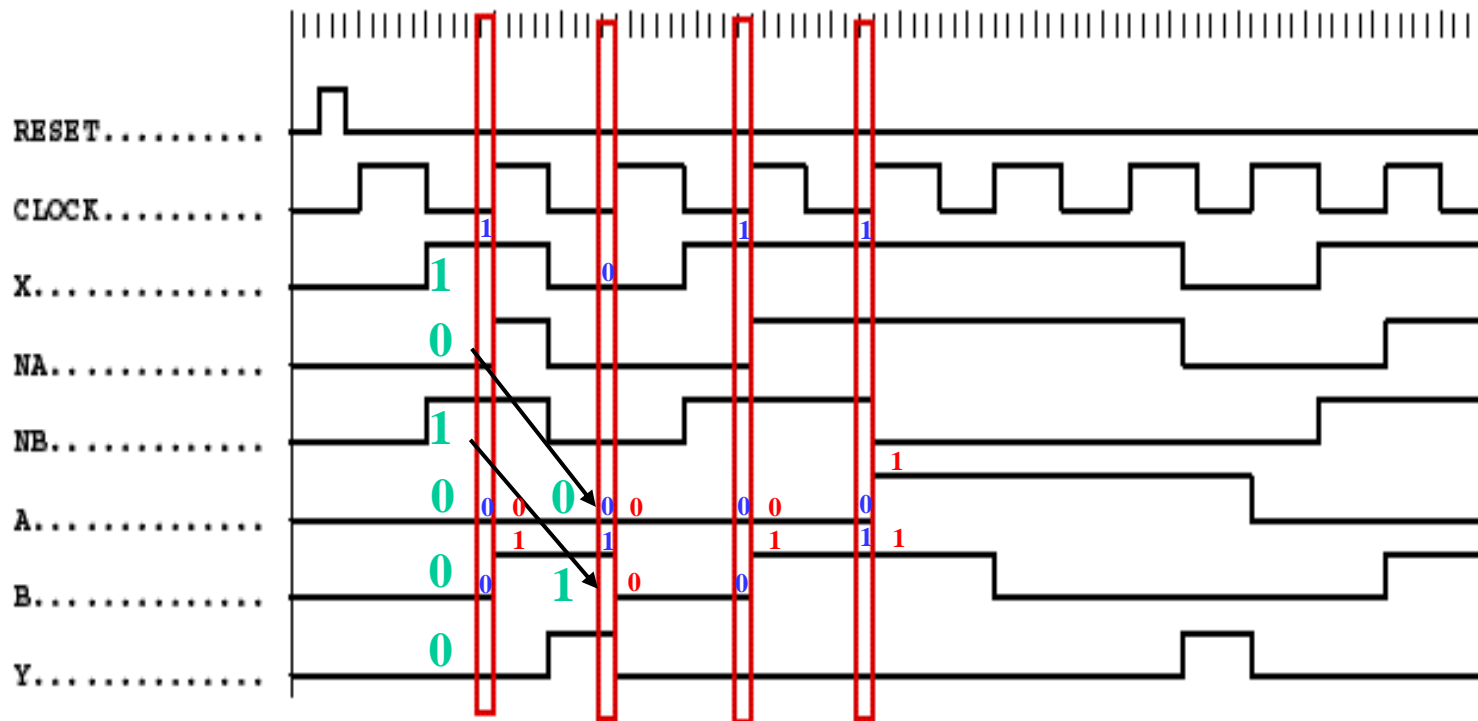 RESET..........
CLOCK..........
1 1 1
X..............
1 0
NA.............
0
NB.............
1
1
A..............
0 0 0 0 0 0 0 0 0
1 1 1 1 1
B..............
0 0 1 0 0
Y..............
0